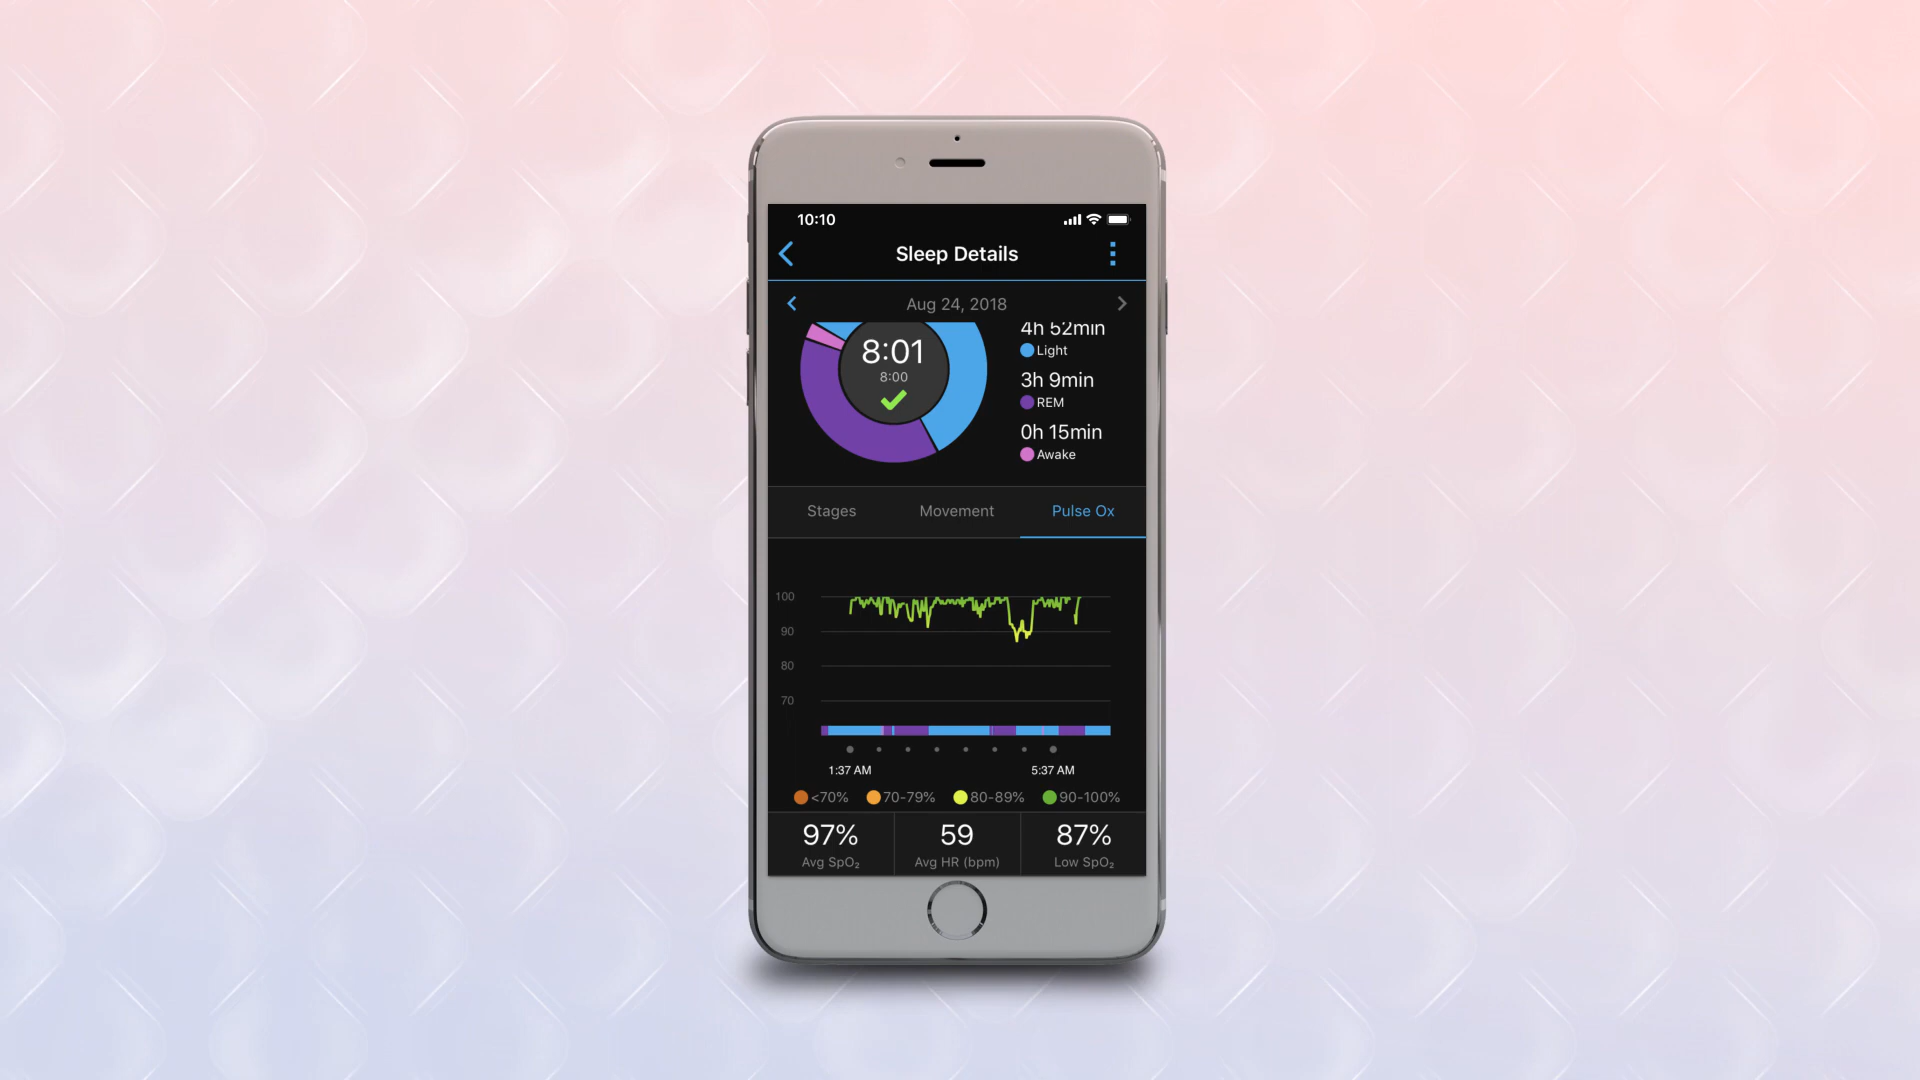 10:10
Sleep Details
Aug 24, 2018
4h 52min
Light
8:01
8:00
3h 9min
REM
0h 15min
Awake
Stages Movement Pulse Ox
100
90
80
70
1:37 AM 5:37 AM
<70% 70-79% 80-89% 90-100%
97% 59 87%
Avg SpO₂ Avg HR (bpm) Low SpO₂